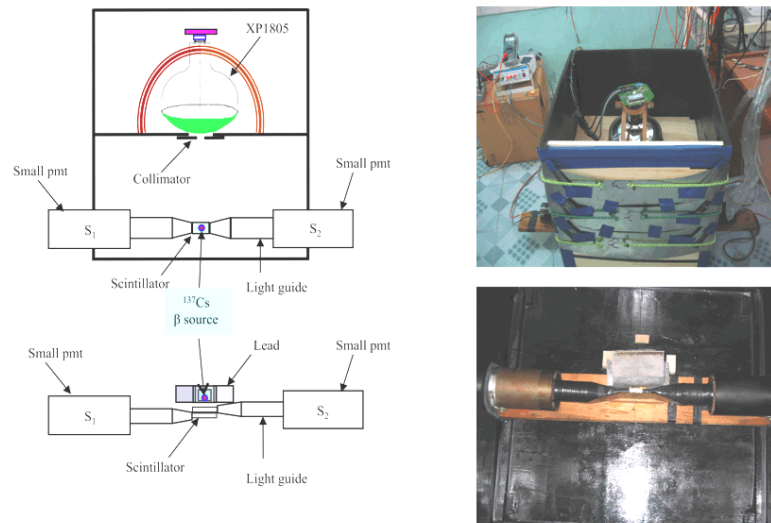 XP1805
Collimator
Small pmt
Small pmt
S1
S2
Scintillator
Light guide
137Cs
β source
Small pmt
Lead
Small pmt
S1
S2
Scintillator
Light guide